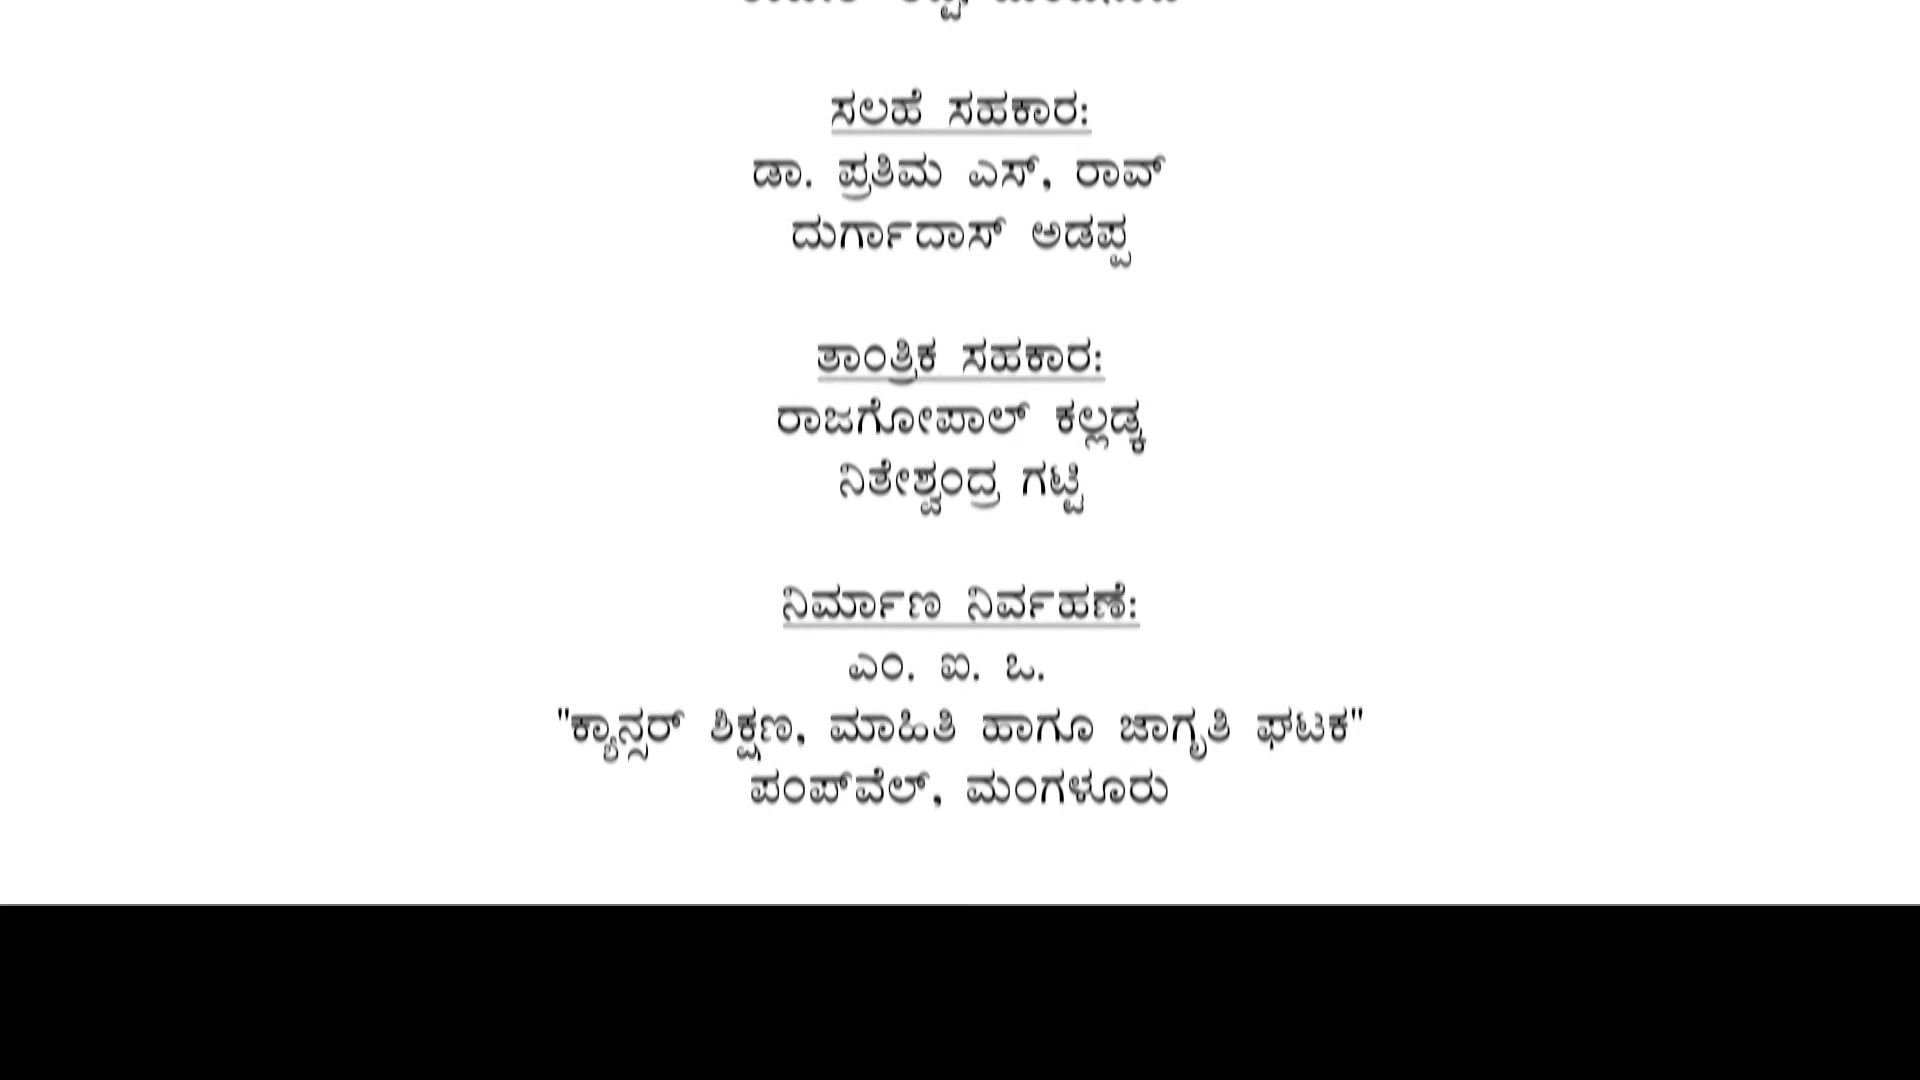 ಸಲಹೆ ಸಹಕಾರ:
ಡಾ. ಪ್ರತಿಮ ಎಸ್, ರಾವ್
ದುರ್ಗಾದಾಸ್ ಅಡಪ್ಪ
ತಾಂತ್ರಿಕ ಸಹಕಾರ:
ರಾಜಗೋಪಾಲ್ ಕಲ್ಲಡ್ಕ
ನಿತೇಶ್ಚಂದ್ರ ಗಟ್ಟಿ
ನಿರ್ಮಾಣ ನಿರ್ವಹಣೆ:
ಎಂ. ಐ. ಒ.
"ಕ್ಯಾನ್ಸರ್ ಶಿಕ್ಷಣ, ಮಾಹಿತಿ ಹಾಗೂ ಜಾಗೃತಿ ಘಟಕ"
ಪಂಪ್‌ವೆಲ್, ಮಂಗಳೂರು